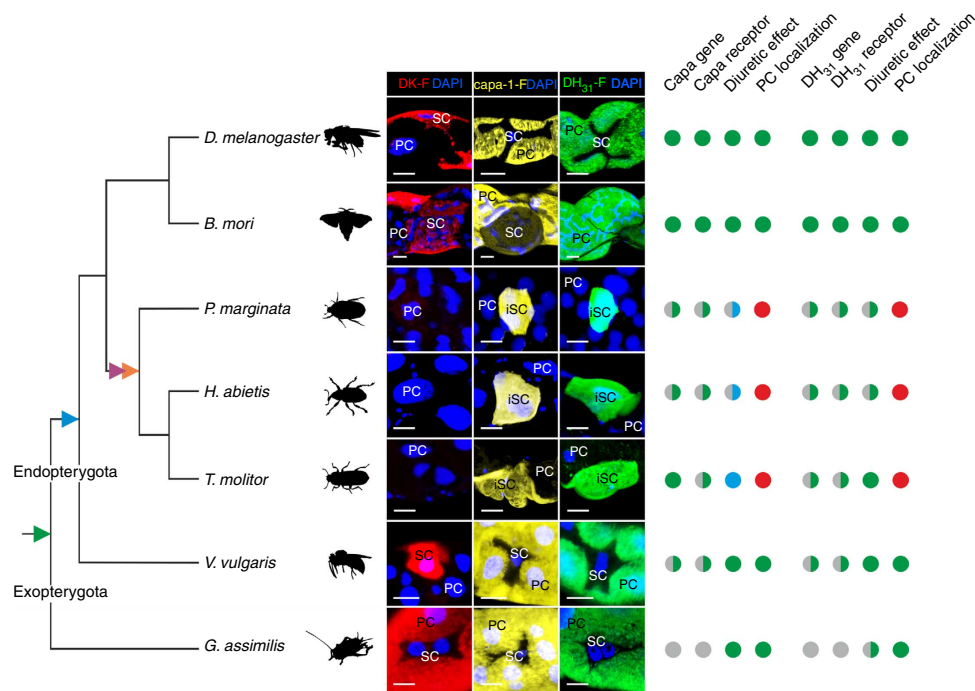 DK-F DAPI
capa-1-F DAPI
DH31-F DAPI
Capa gene
Capa receptor
Diuretic effect
PC localization
DH31 gene
DH31 receptor
Diuretic effect
PC localization
D. melanogaster
SC
PC
SC
PC
PC
SC
B. mori
PC
SC
PC
SC
PC
P. marginata
PC
PC
iSC
PC
iSC
H. abietis
PC
PC
iSC
iSC
PC
T. molitor
PC
PC
iSC
PC
iSC
V. vulgaris
SC
PC
SC
PC
SC
PC
G. assimilis
PC
SC
PC
SC
PC
SC
Endopterygota
Exopterygota